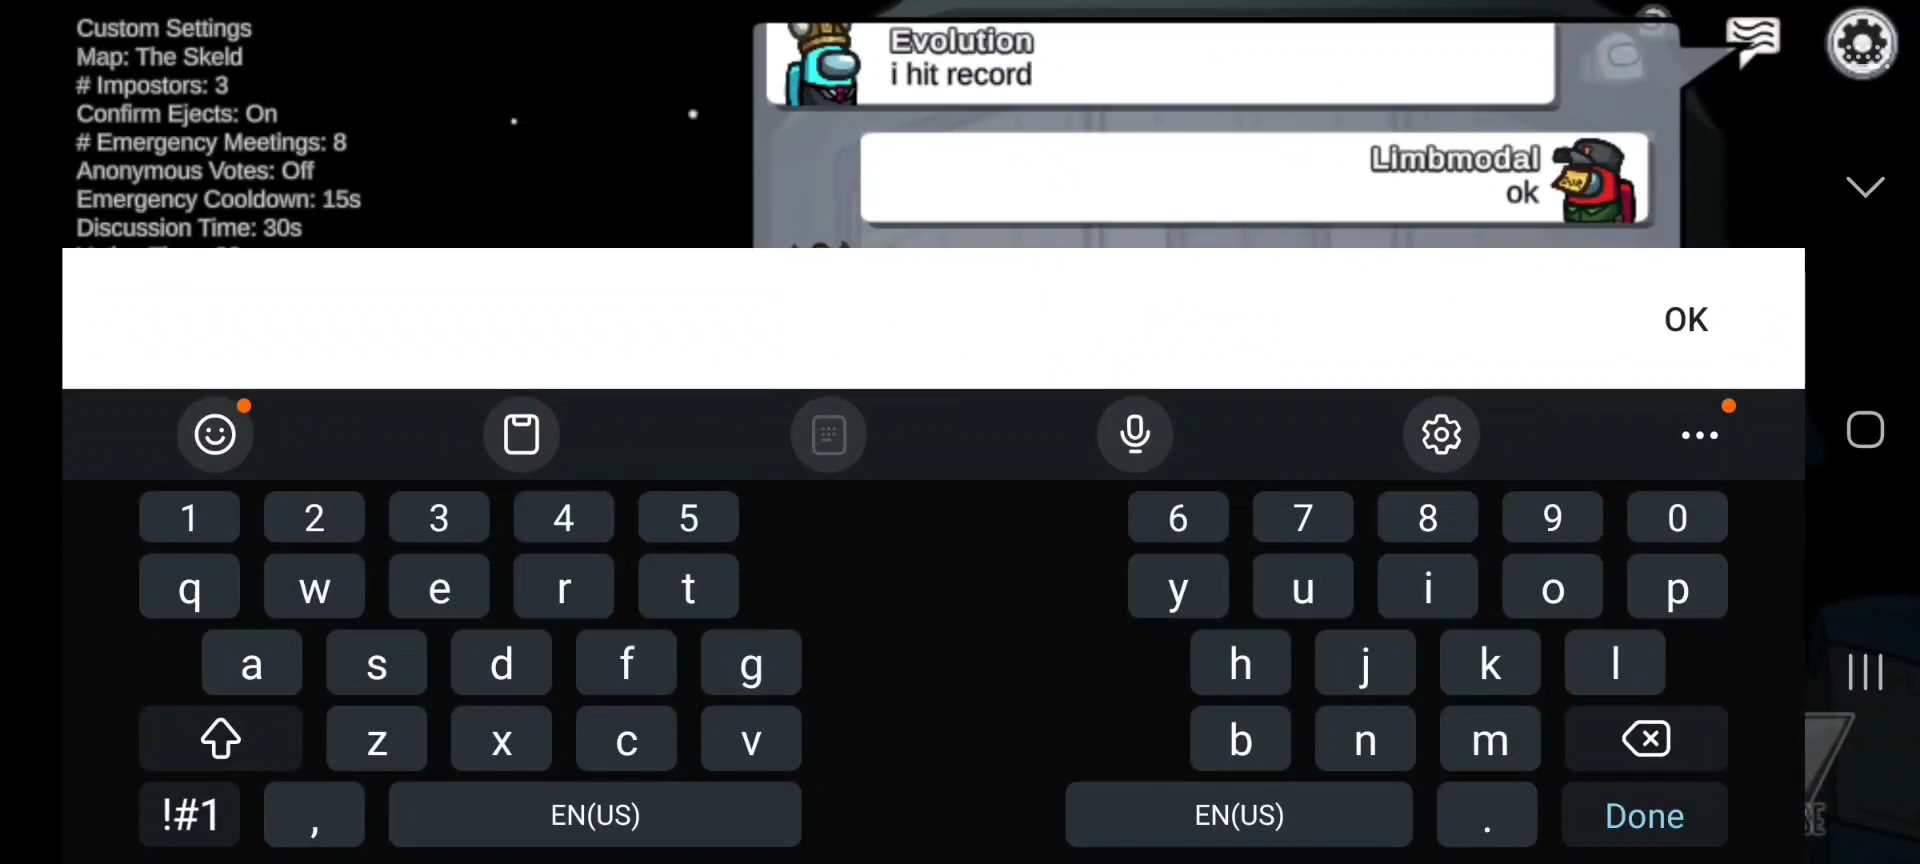 Custom Settings
Map: The Skeld
# Impostors: 3
Confirm Ejects: On
# Emergency Meetings: 8
Anonymous Votes: Off
Emergency Cooldown: 15s
Discussion Time: 30s
Evolution
i hit record
Limbmodal
ok
OK
1 2 3 4 5 6 7 8 9 0
q w e r t y u i o p
a s d f g h j k l
z x c v b n m
!#1 , EN(US) EN(US) . Done